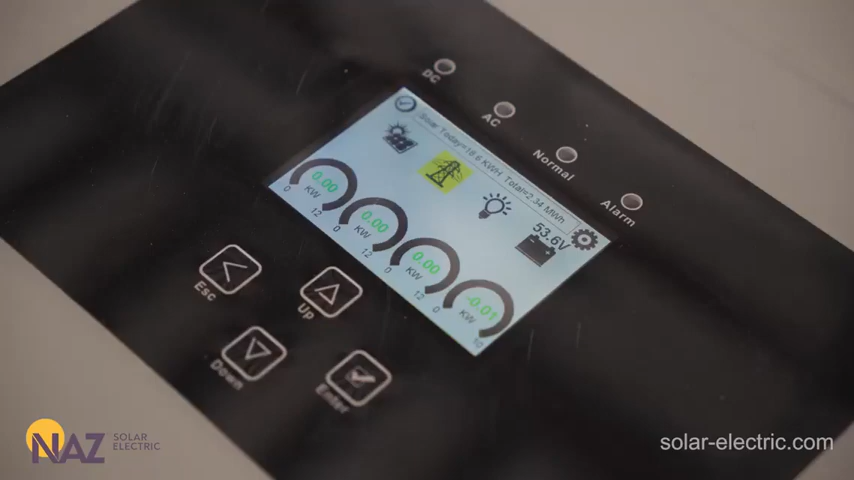 DC
AC
Normal
Alarm
Solar Today=18.6 KWH Total=2.34 MWh
53.6V
0.00
KW
0
12
0.00
KW
0
12
0.00
KW
0
12
-0.01
KW
0
10
Esc
Up
Down
Enter
NAZ SOLAR
ELECTRIC
solar-electric.com